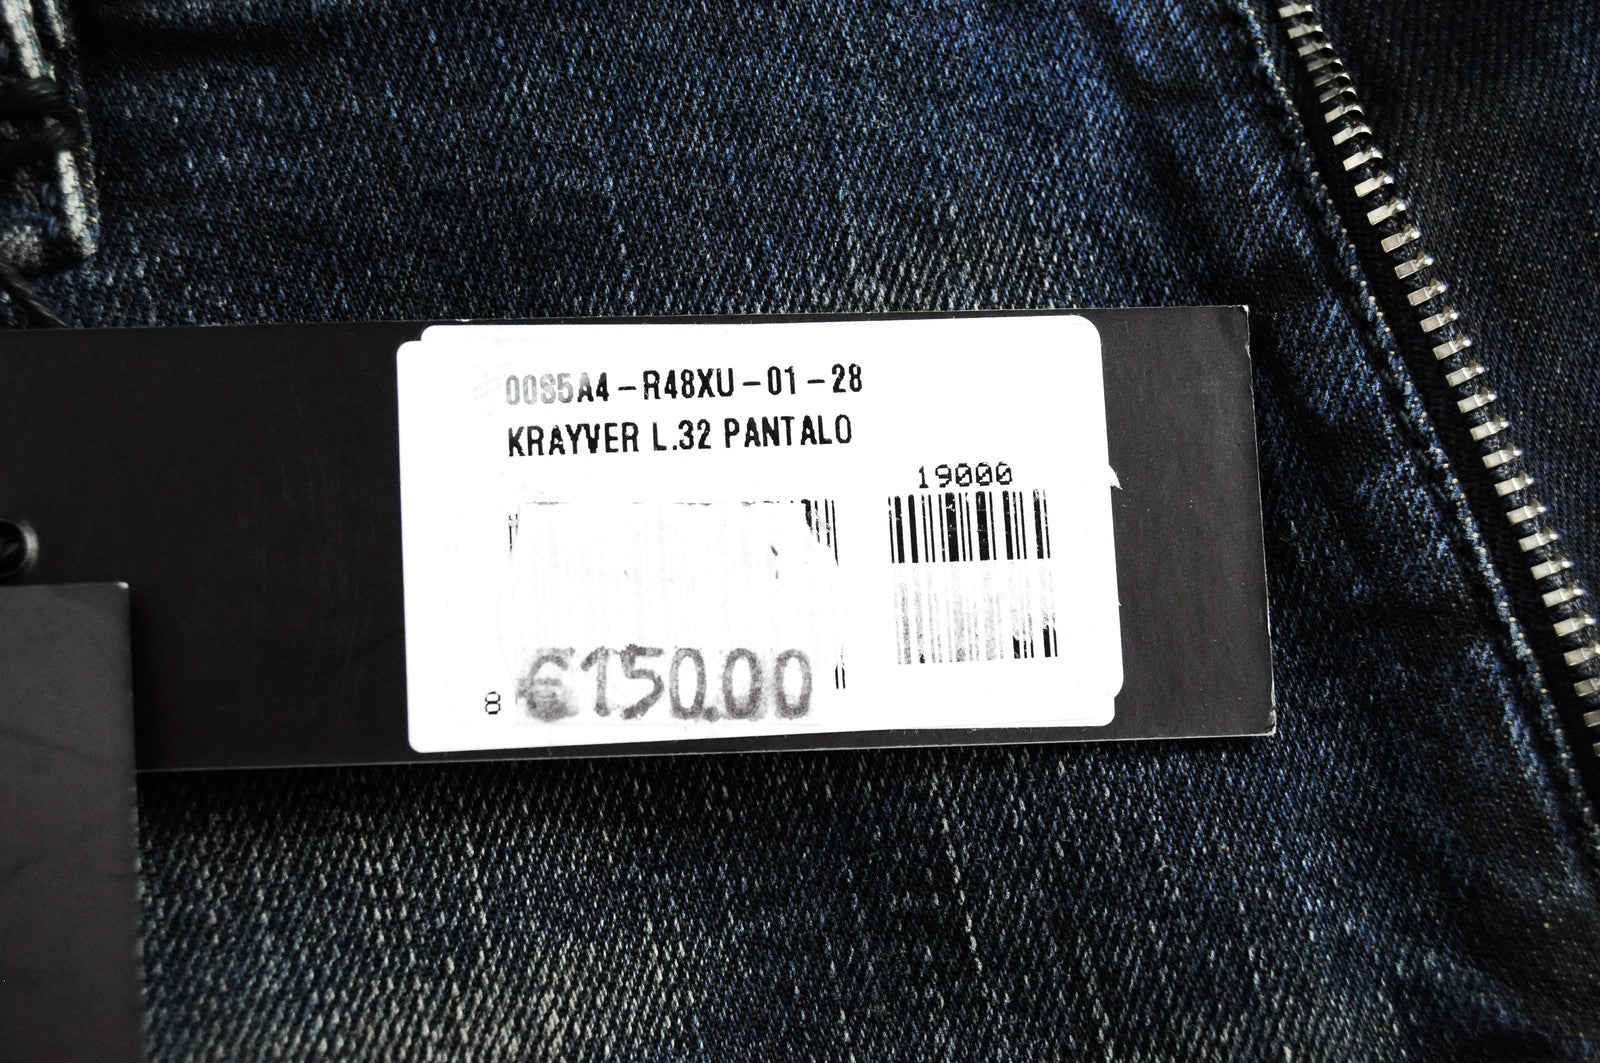 00S5A4-R48XU-01-28
KRAYVER L.32 PANTALO
19000
8
€150.00